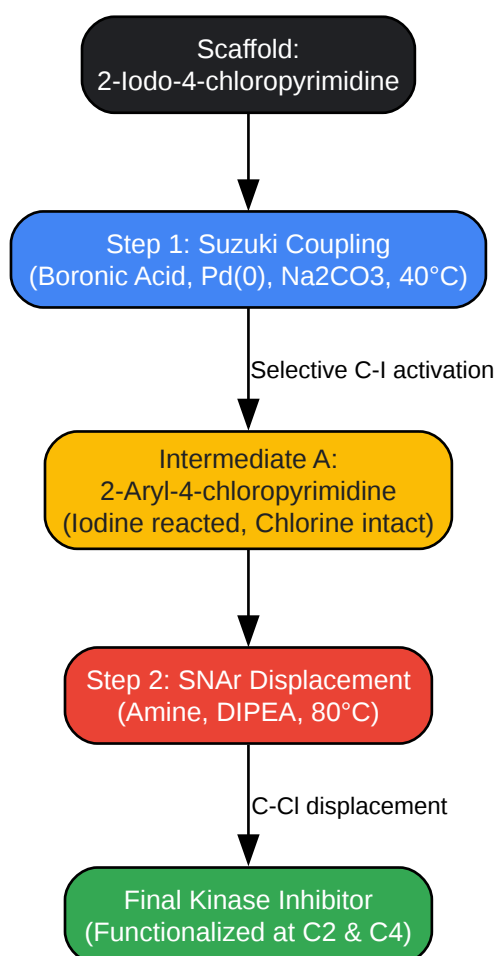 Scaffold:
2-Iodo-4-chloropyrimidine
Step 1: Suzuki Coupling
(Boronic Acid, Pd(0), Na2CO3, 40°C)
Selective C-I activation
Intermediate A:
2-Aryl-4-chloropyrimidine
(Iodine reacted, Chlorine intact)
Step 2: SNAr Displacement
(Amine, DIPEA, 80°C)
C-Cl displacement
Final Kinase Inhibitor
(Functionalized at C2 & C4)